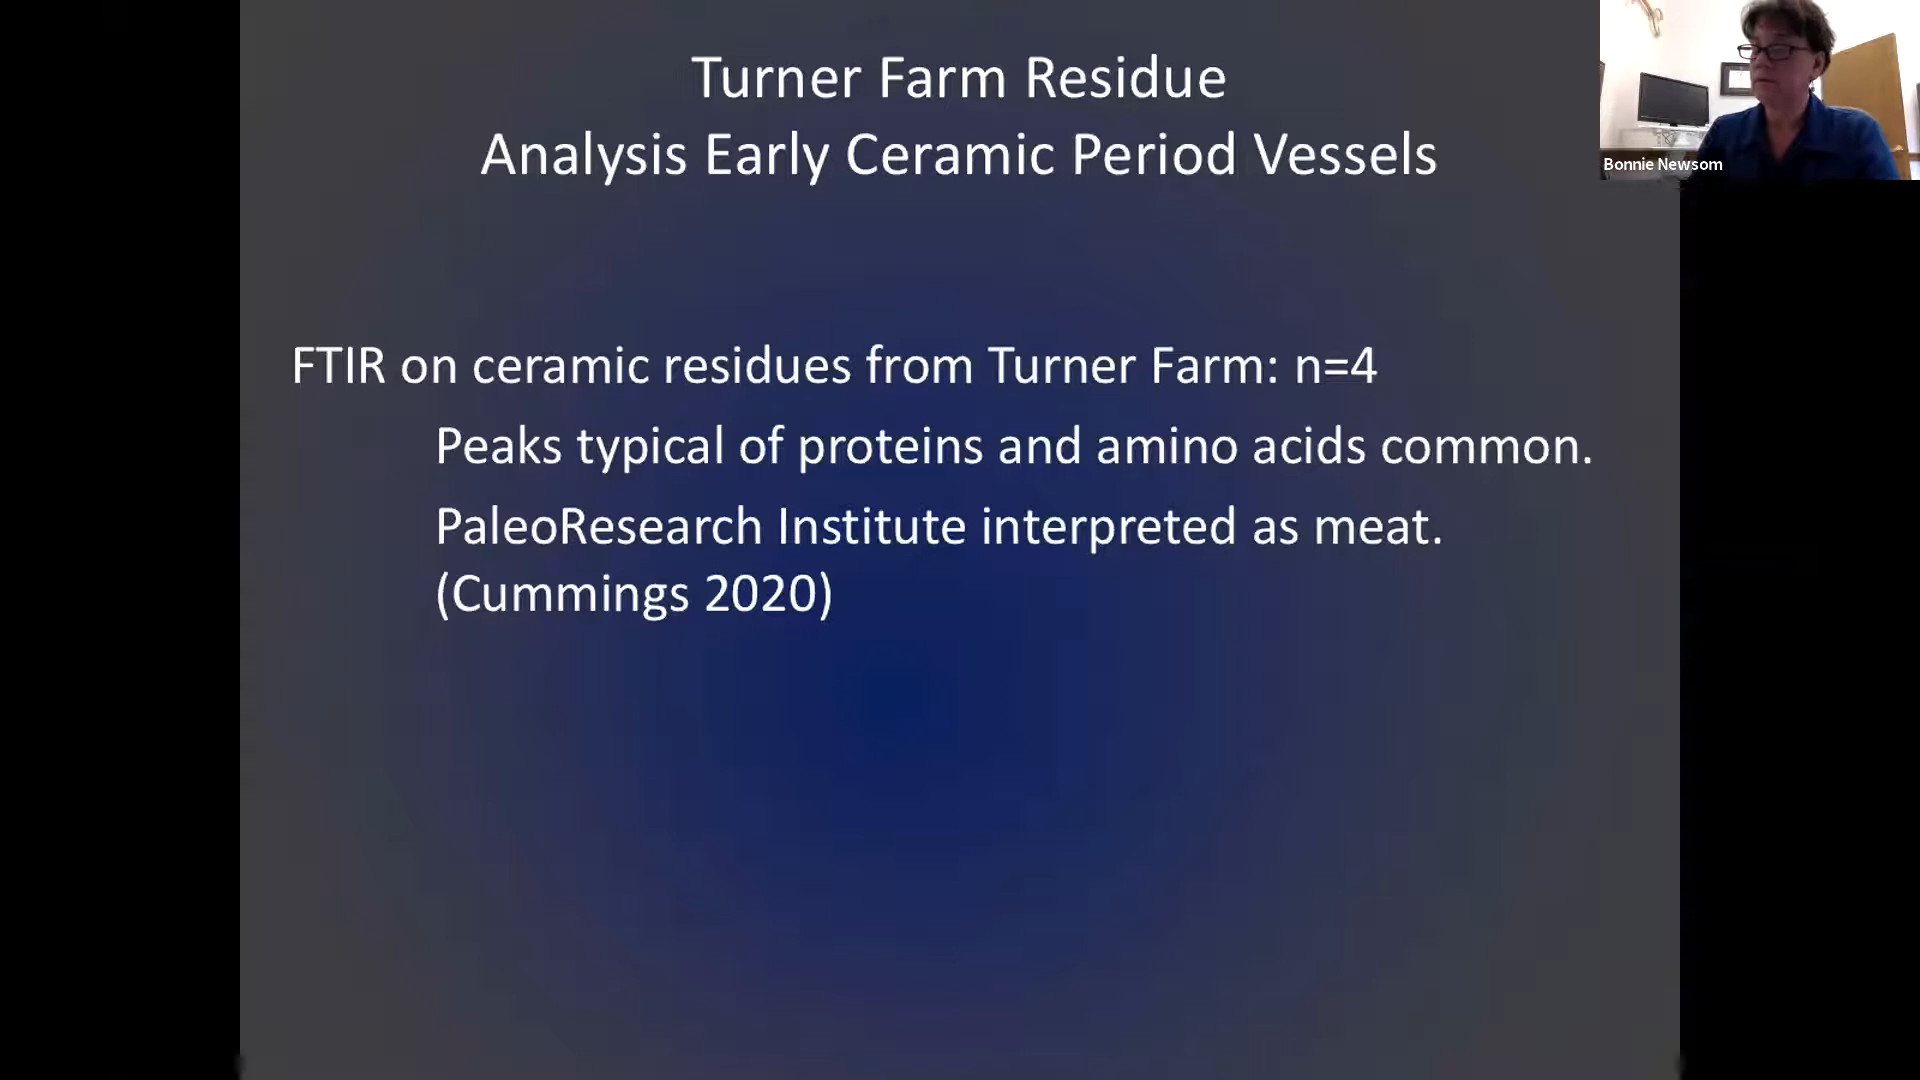 Turner Farm Residue
Analysis Early Ceramic Period Vessels
Bonnie Newsom
FTIR on ceramic residues from Turner Farm: n=4
Peaks typical of proteins and amino acids common.
PaleoResearch Institute interpreted as meat.
(Cummings 2020)